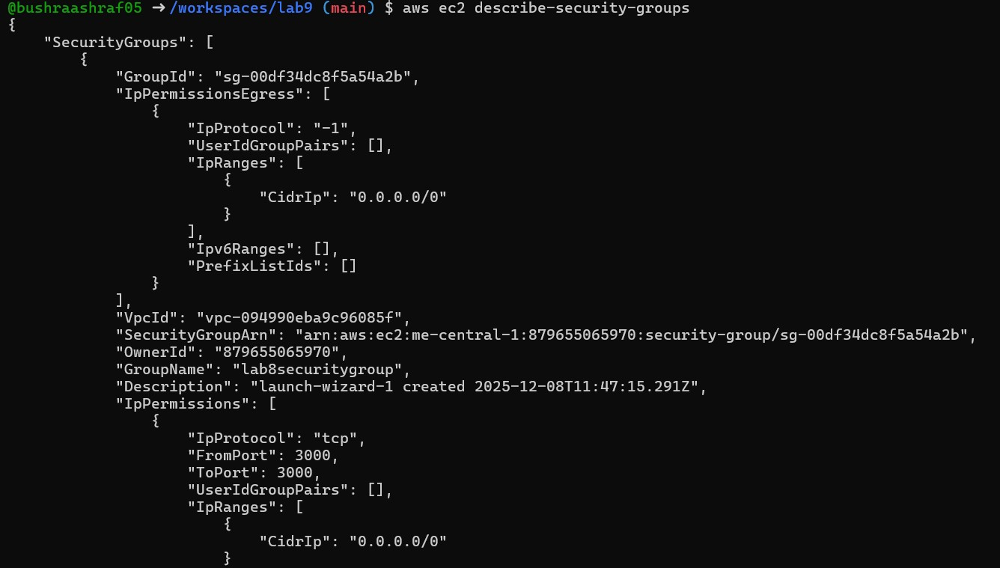 @bushraashraf05 ➜ /workspaces/lab9 (main) $ aws ec2 describe-security-groups
{
    "SecurityGroups": [
        {
            "GroupId": "sg-00df34dc8f5a54a2b",
            "IpPermissionsEgress": [
                {
                    "IpProtocol": "-1",
                    "UserIdGroupPairs": [],
                    "IpRanges": [
                        {
                            "CidrIp": "0.0.0.0/0"
                        }
                    ],
                    "Ipv6Ranges": [],
                    "PrefixListIds": []
                }
            ],
            "VpcId": "vpc-094990eba9c96085f",
            "SecurityGroupArn": "arn:aws:ec2:me-central-1:879655065970:security-group/sg-00df34dc8f5a54a2b",
            "OwnerId": "879655065970",
            "GroupName": "lab8securitygroup",
            "Description": "launch-wizard-1 created 2025-12-08T11:47:15.291Z",
            "IpPermissions": [
                {
                    "IpProtocol": "tcp",
                    "FromPort": 3000,
                    "ToPort": 3000,
                    "UserIdGroupPairs": [],
                    "IpRanges": [
                        {
                            "CidrIp": "0.0.0.0/0"
                        }